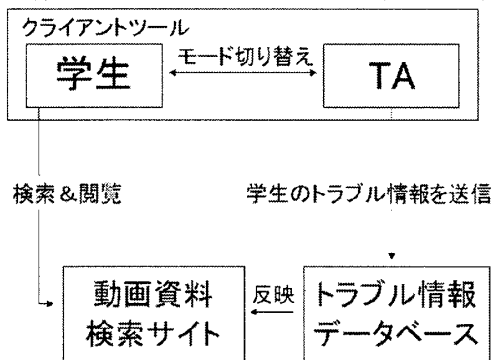 クライアントツール
学生
モード切り替え
TA
検索&閲覧
学生のトラブル情報を送信
動画資料
検索サイト
反映
トラブル情報
データベース